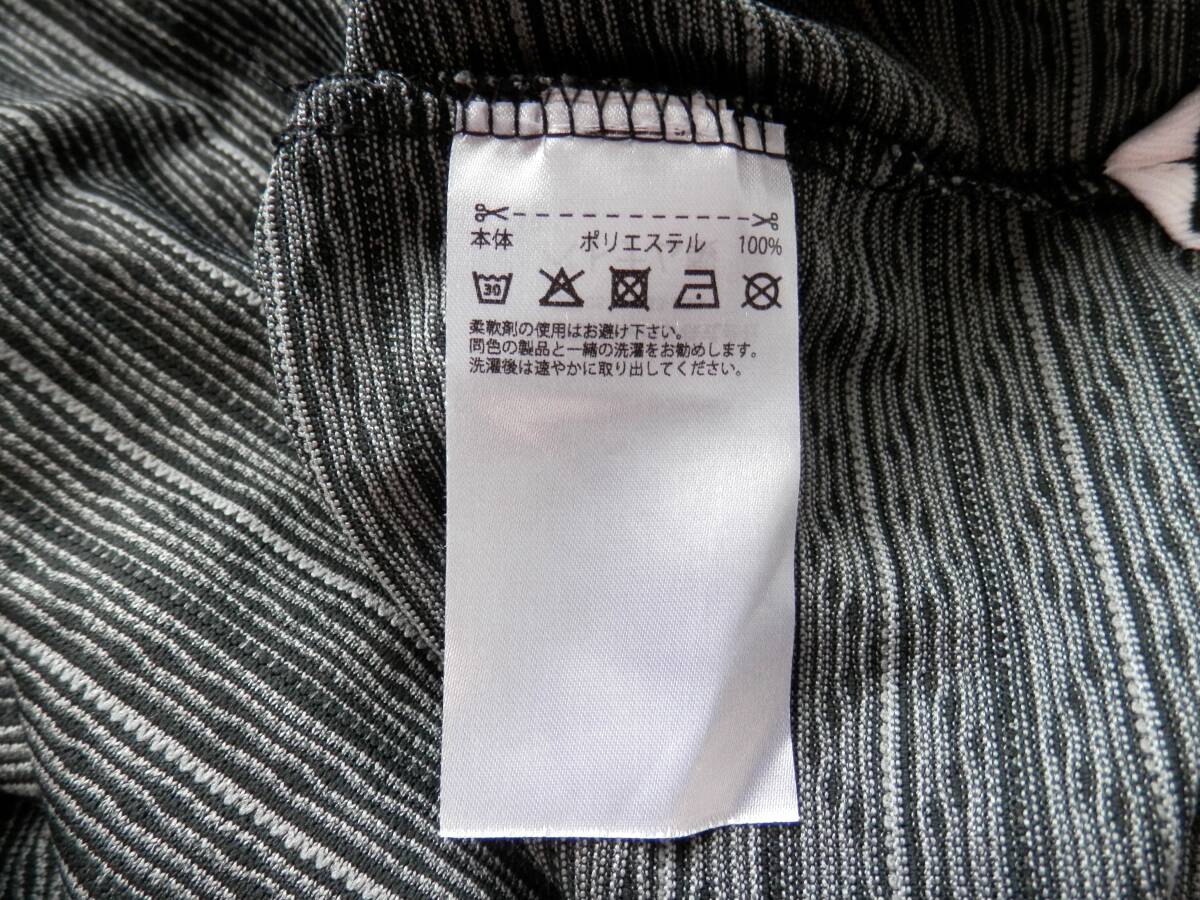 本体 ポリエステル 100%
30
柔軟剤の使用はお避け下さい。
同色の製品と一緒の洗濯をお勧めします。
洗濯後は速やかに取り出してください。